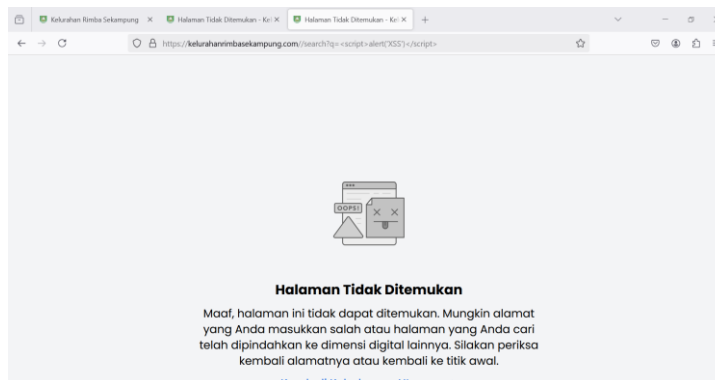 Kelurahan Rimba Sekampung
Halaman Tidak Ditemukan - Kel
Halaman Tidak Ditemukan - Kel
https://kelurahanrimbasekampung.com//search?q=<script>alert('XSS')</script>
OOPS!
Halaman Tidak Ditemukan
Maaf, halaman ini tidak dapat ditemukan. Mungkin alamat
yang Anda masukkan salah atau halaman yang Anda cari
telah dipindahkan ke dimensi digital lainnya. Silakan periksa
kembali alamatnya atau kembali ke titik awal.